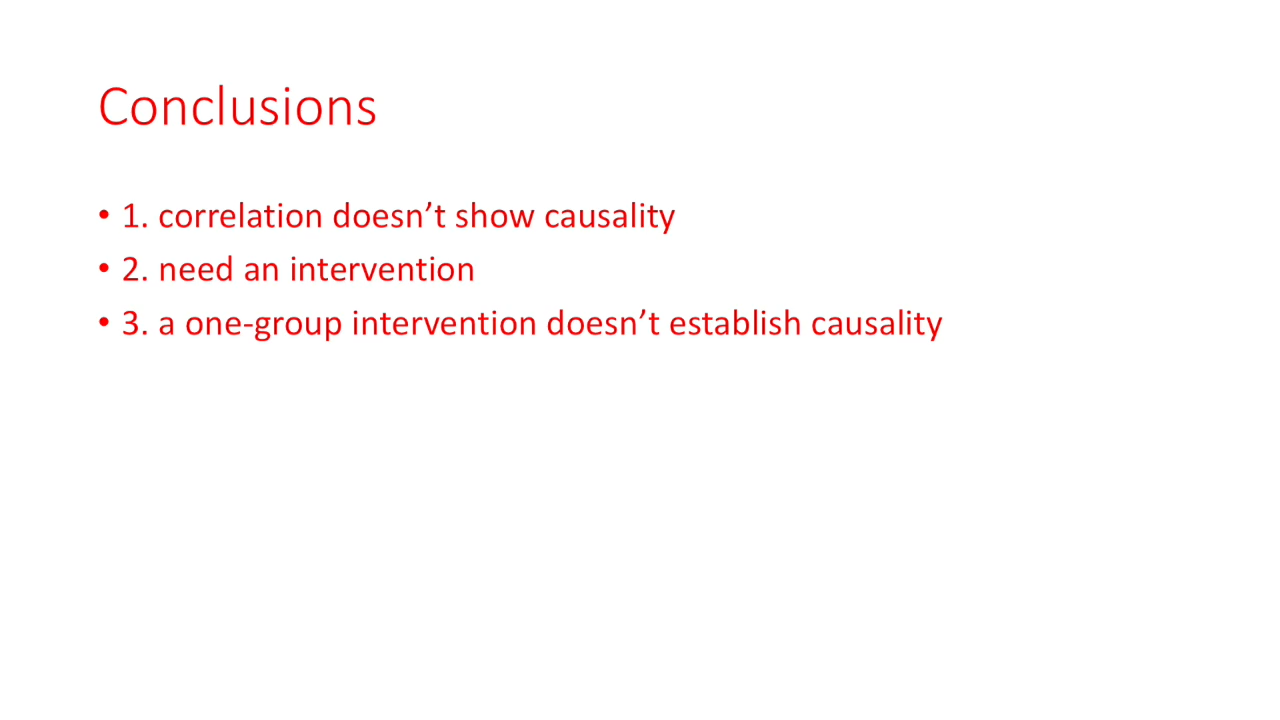 Conclusions
• 1. correlation doesn’t show causality
• 2. need an intervention
• 3. a one-group intervention doesn’t establish causality